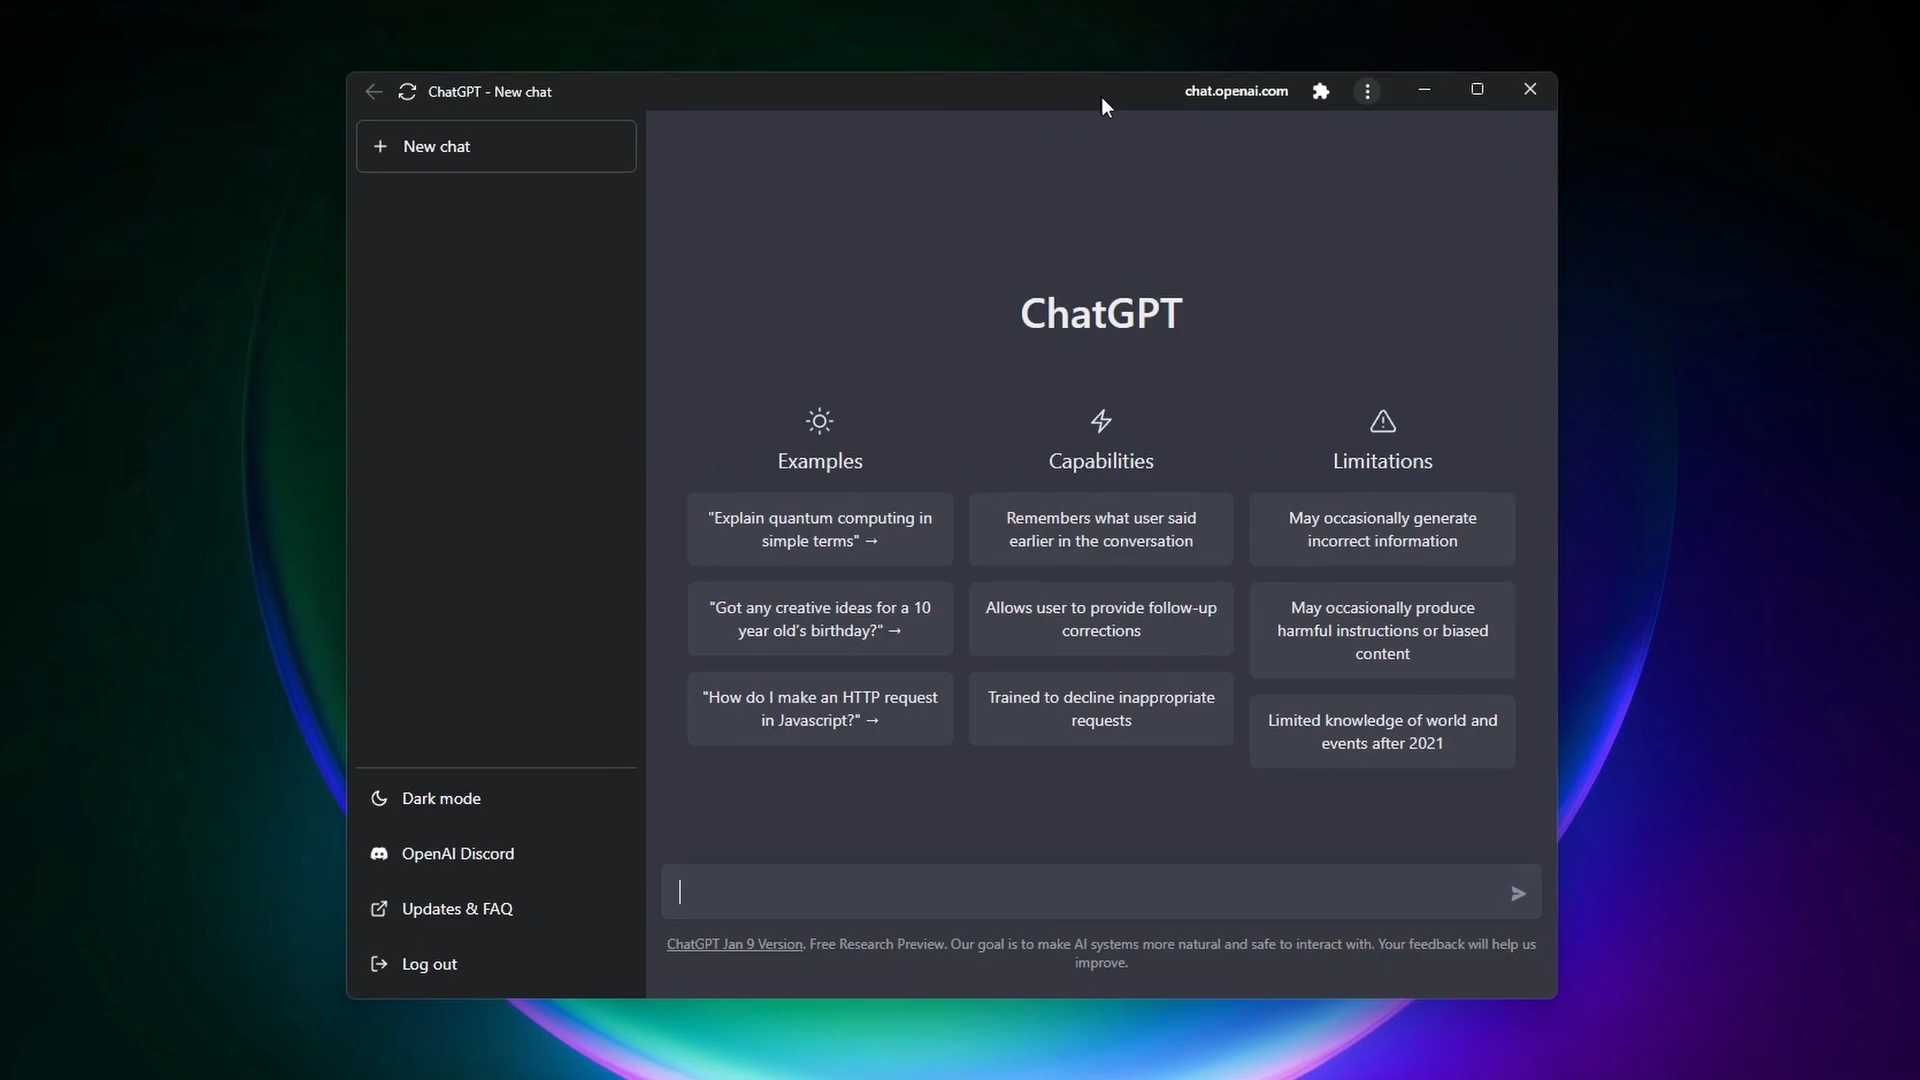 ChatGPT - New chat
chat.openai.com
New chat
ChatGPT
Examples
"Explain quantum computing in
simple terms" →
"Got any creative ideas for a 10
year old's birthday?" →
"How do I make an HTTP request
in Javascript?" →
Capabilities
Remembers what user said
earlier in the conversation
Allows user to provide follow-up
corrections
Trained to decline inappropriate
requests
Limitations
May occasionally generate
incorrect information
May occasionally produce
harmful instructions or biased
content
Limited knowledge of world and
events after 2021
Dark mode
OpenAI Discord
Updates & FAQ
Log out
ChatGPT Jan 9 Version. Free Research Preview. Our goal is to make AI systems more natural and safe to interact with. Your feedback will help us
improve.